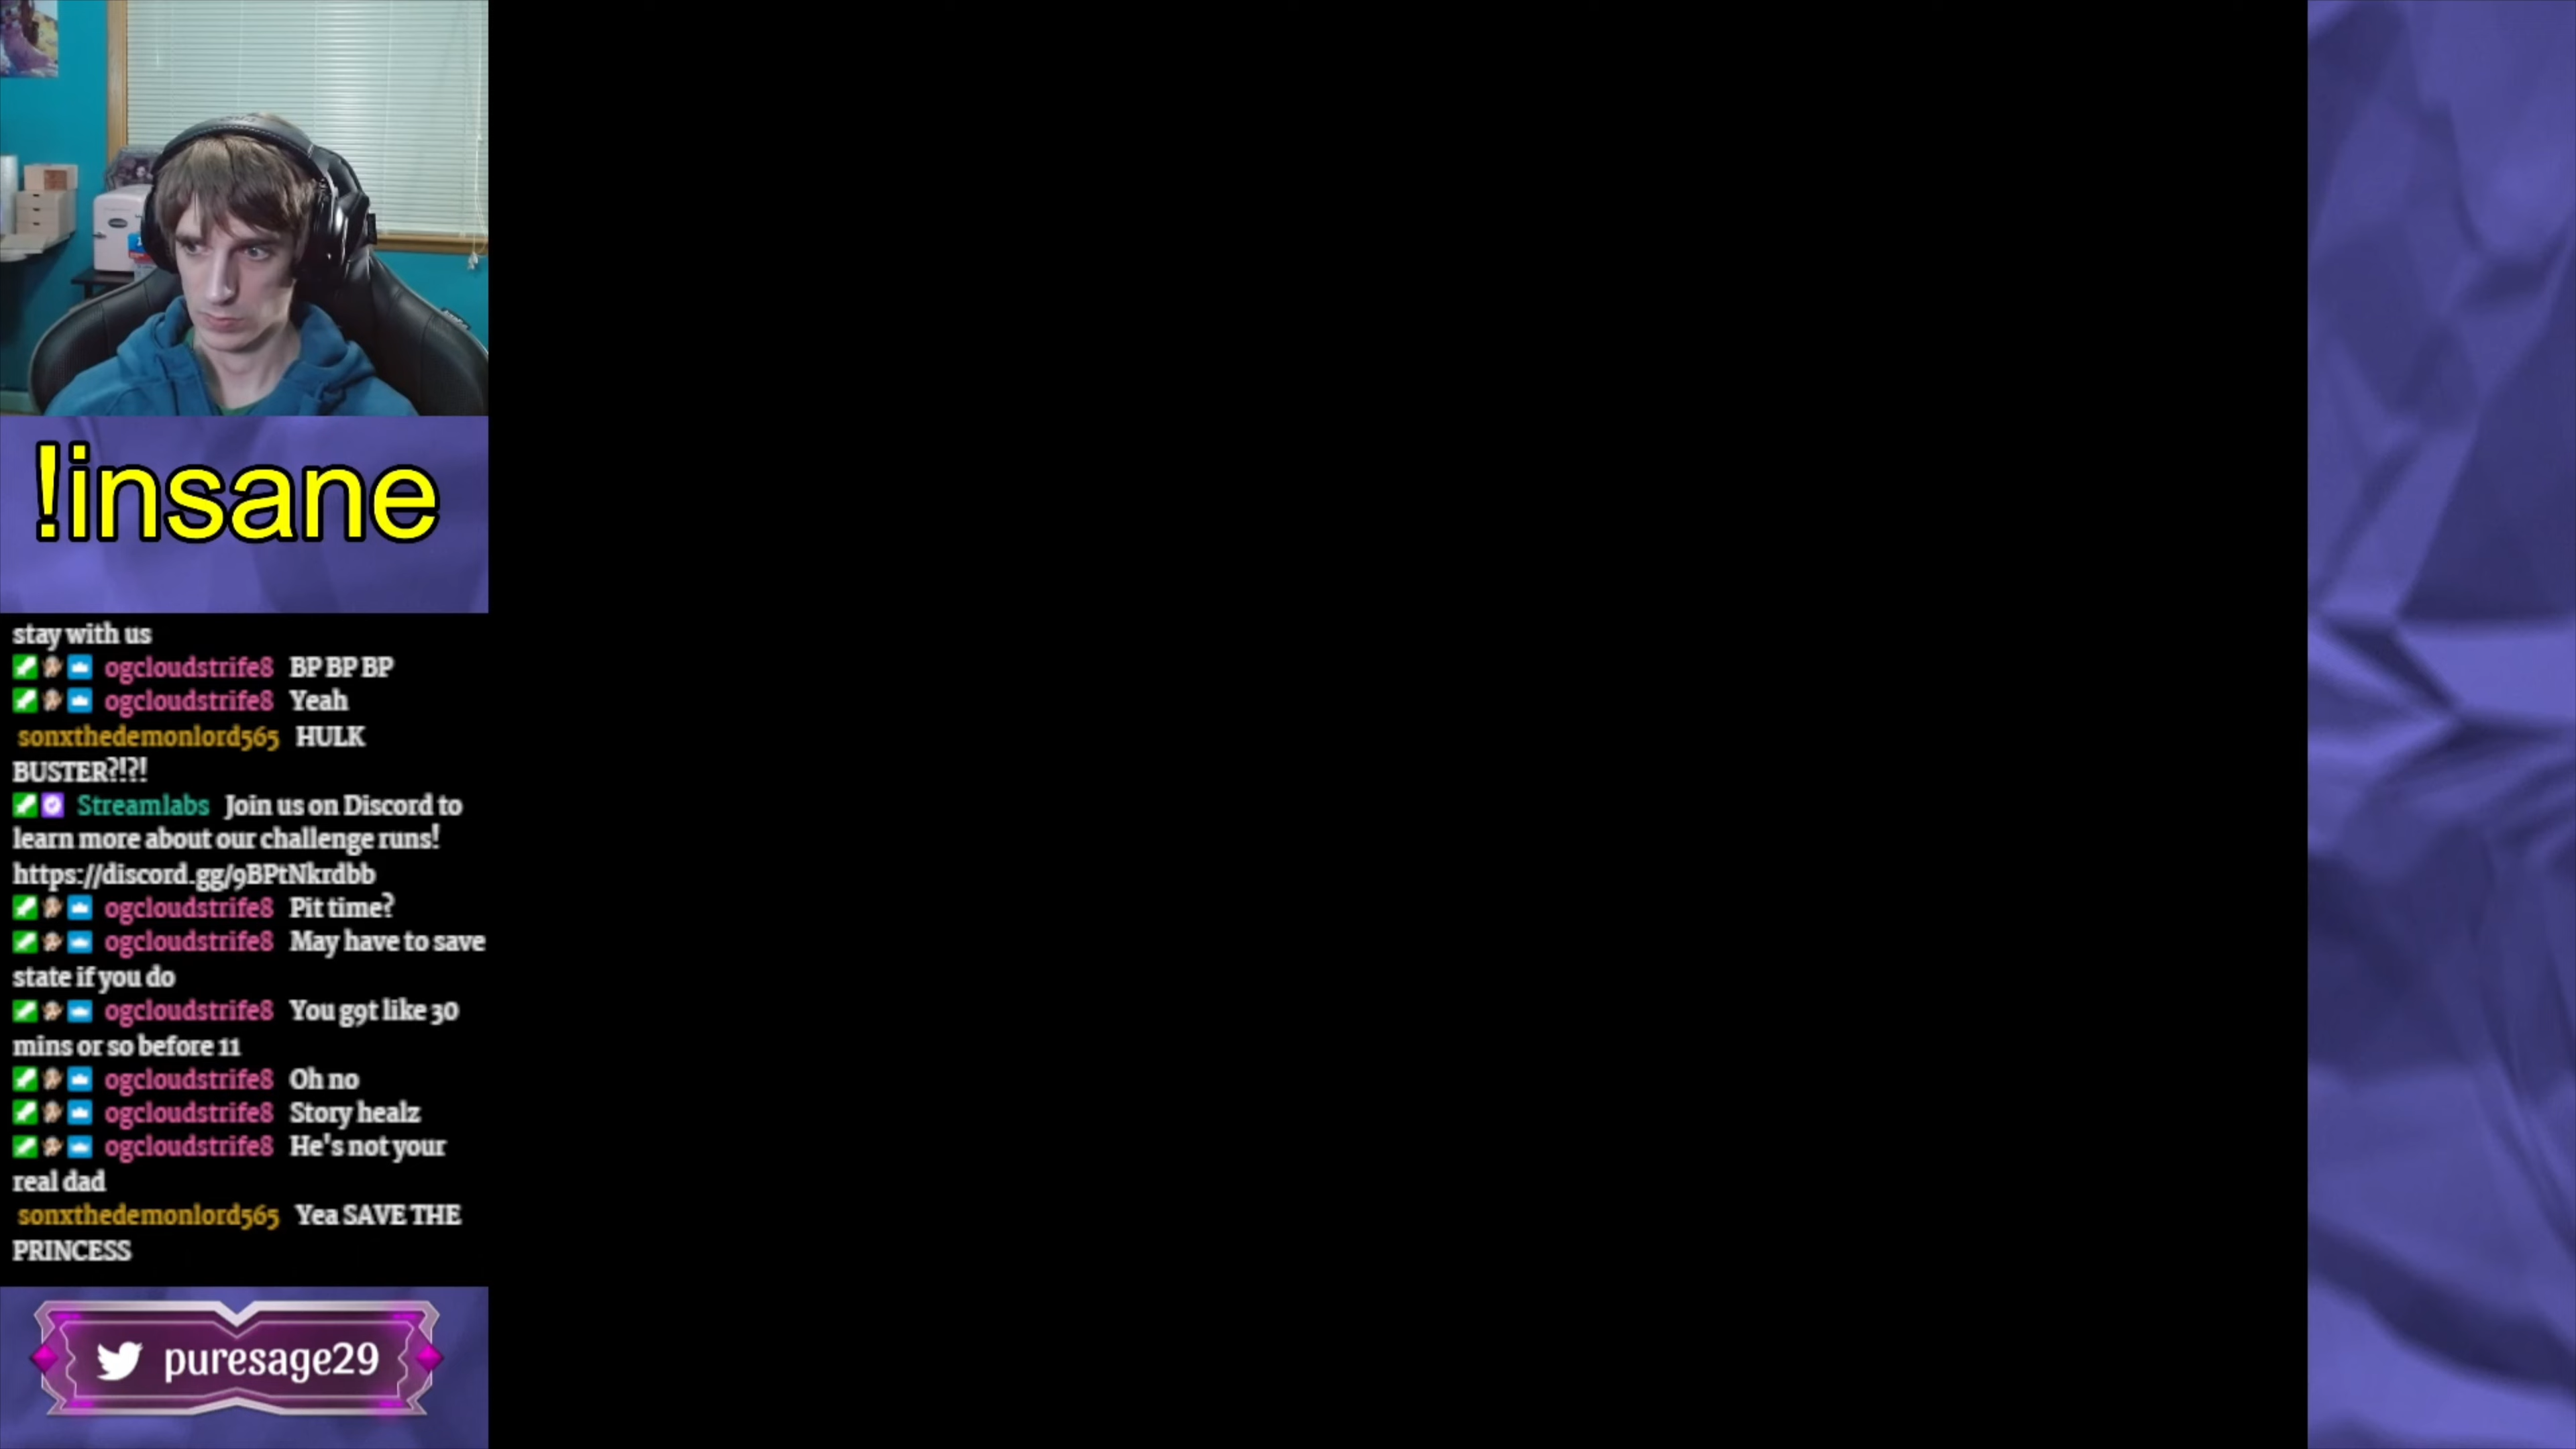 !insane
stay with us
ogcloudstrife8 BP BP BP
ogcloudstrife8 Yeah
sonxthedemonlord565 HULK
BUSTER?!?!
Streamlabs Join us on Discord to
learn more about our challenge runs!
https://discord.gg/9BPtNkrdbb
ogcloudstrife8 Pit time?
ogcloudstrife8 May have to save
state if you do
ogcloudstrife8 You g9t like 30
mins or so before 11
ogcloudstrife8 Oh no
ogcloudstrife8 Story healz
ogcloudstrife8 He's not your
real dad
sonxthedemonlord565 Yea SAVE THE
PRINCESS
puresage29